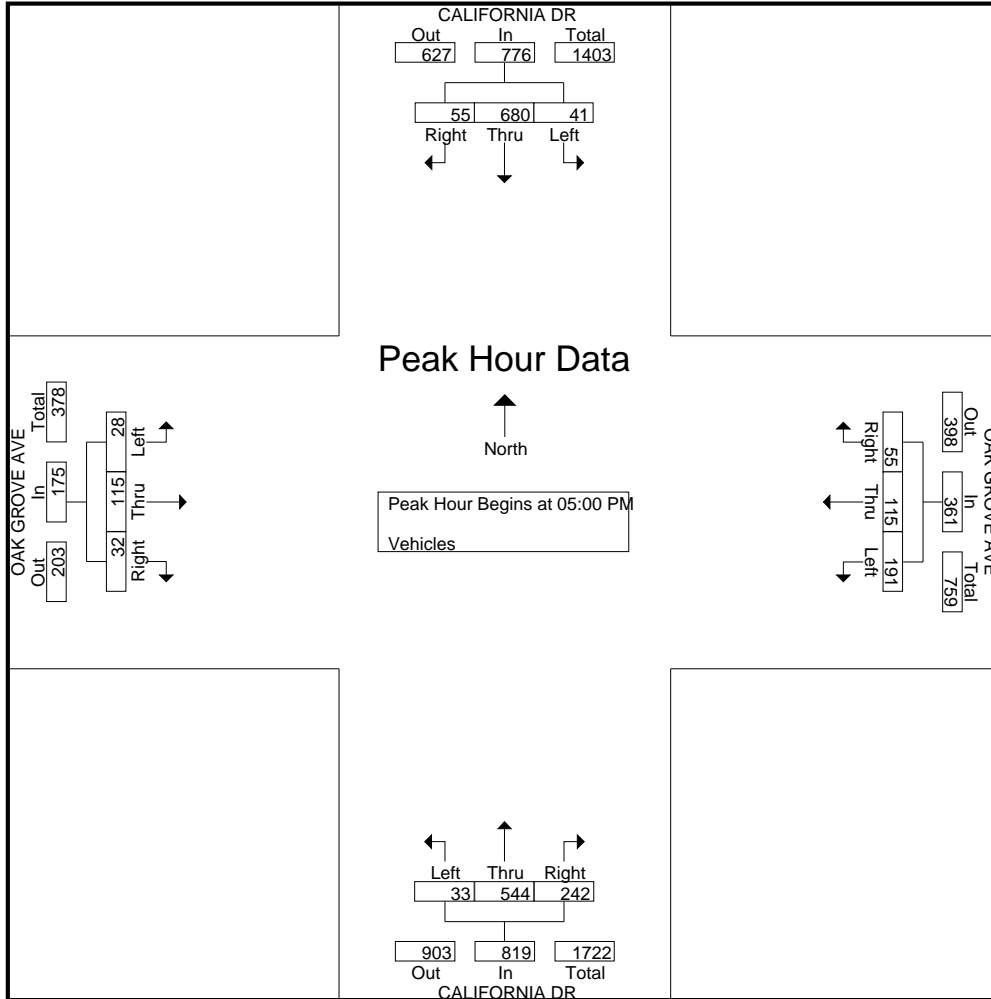 CALIFORNIA DR
Out In Total
627 776 1403
55 680 41
Right Thru Left
Peak Hour Data
North
Peak Hour Begins at 05:00 PM
Vehicles
OAK GROVE AVE
Out In Total
203 175 378
32 115 28
Right Thru Left
OAK GROVE AVE
Out In Total
398 361 759
55 115 191
Right Thru Left
Left Thru Right
33 544 242
903 819 1722
Out In Total
CALIFORNIA DR